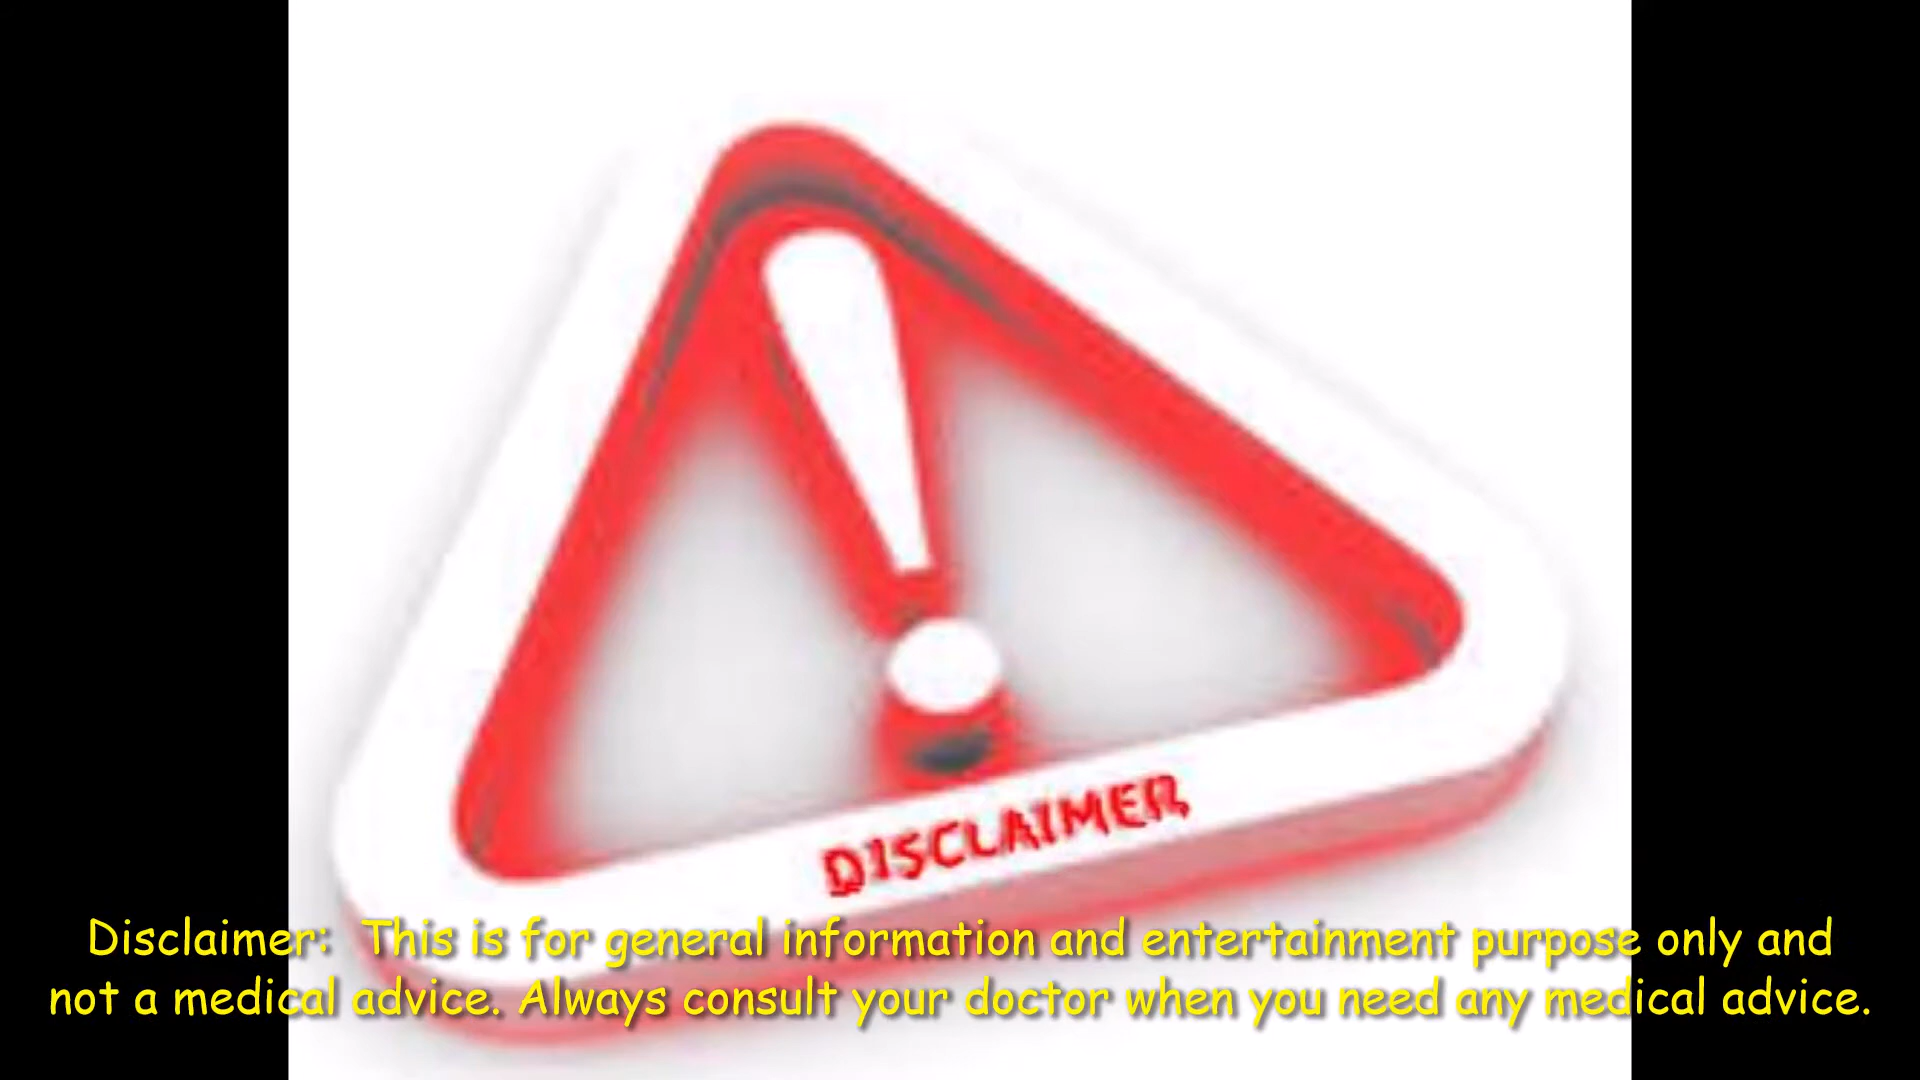 DISCLAIMER
Disclaimer:  This is for general information and entertainment purpose only and
not a medical advice. Always consult your doctor when you need any medical advice.